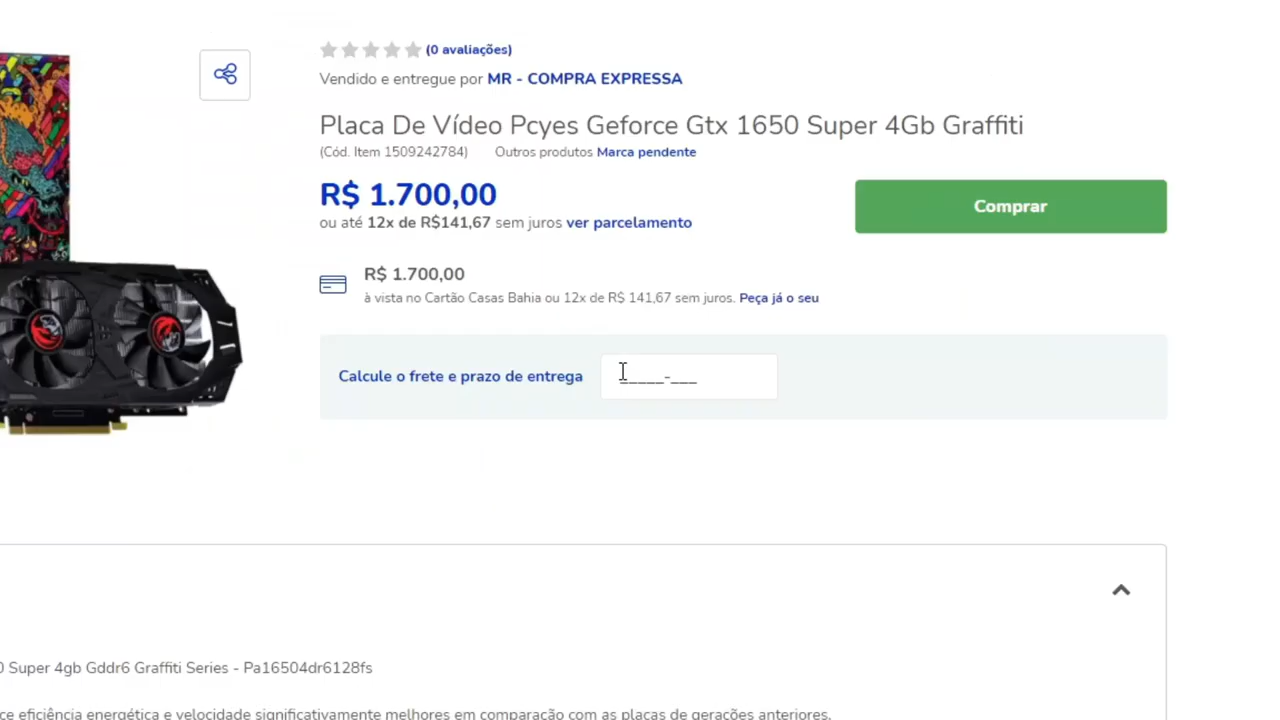 (0 avaliações)
Vendido e entregue por MR - COMPRA EXPRESSA
Placa De Vídeo Pcyes Geforce Gtx 1650 Super 4Gb Graffiti
(Cód. Item 1509242784) Outros produtos Marca pendente
R$ 1.700,00
ou até 12x de R$141,67 sem juros ver parcelamento
Comprar
R$ 1.700,00
à vista no Cartão Casas Bahia ou 12x de R$ 141,67 sem juros. Peça já o seu
Calcule o frete e prazo de entrega _____-___
0 Super 4gb Gddr6 Graffiti Series - Pa16504dr6128fs
ce eficiência energética e velocidade significativamente melhores em comparação com as placas de gerações anteriores.